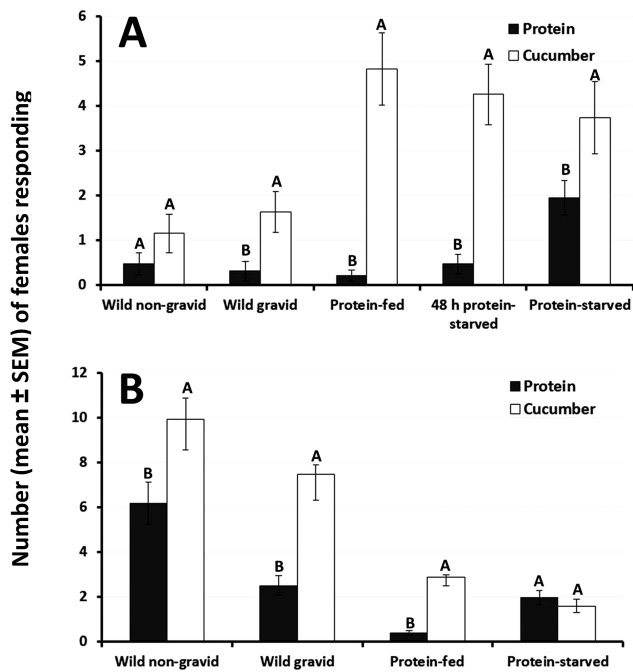 Number (mean ± SEM) of females responding
A
Protein
Cucumber
6
5
4
3
2
1
0
A
A
B
A
B
A
B
A
B
A
Wild non-gravid
Wild gravid
Protein-fed
48 h protein-
starved
Protein-starved
B
Protein
Cucumber
12
10
8
6
4
2
0
B
A
B
A
B
A
A
A
Wild non-gravid
Wild gravid
Protein-fed
Protein-starved